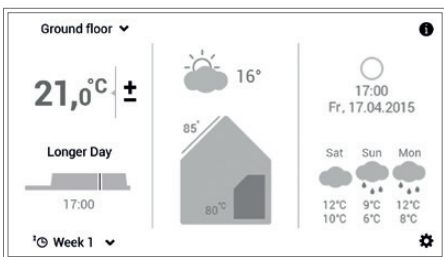 Ground floor
21,0°C ±
Longer Day
17:00
Week 1
16°
85°
80°C
17:00
Fr, 17.04.2015
Sat Sun Mon
12°C 9°C 12°C
10°C 6°C 8°C